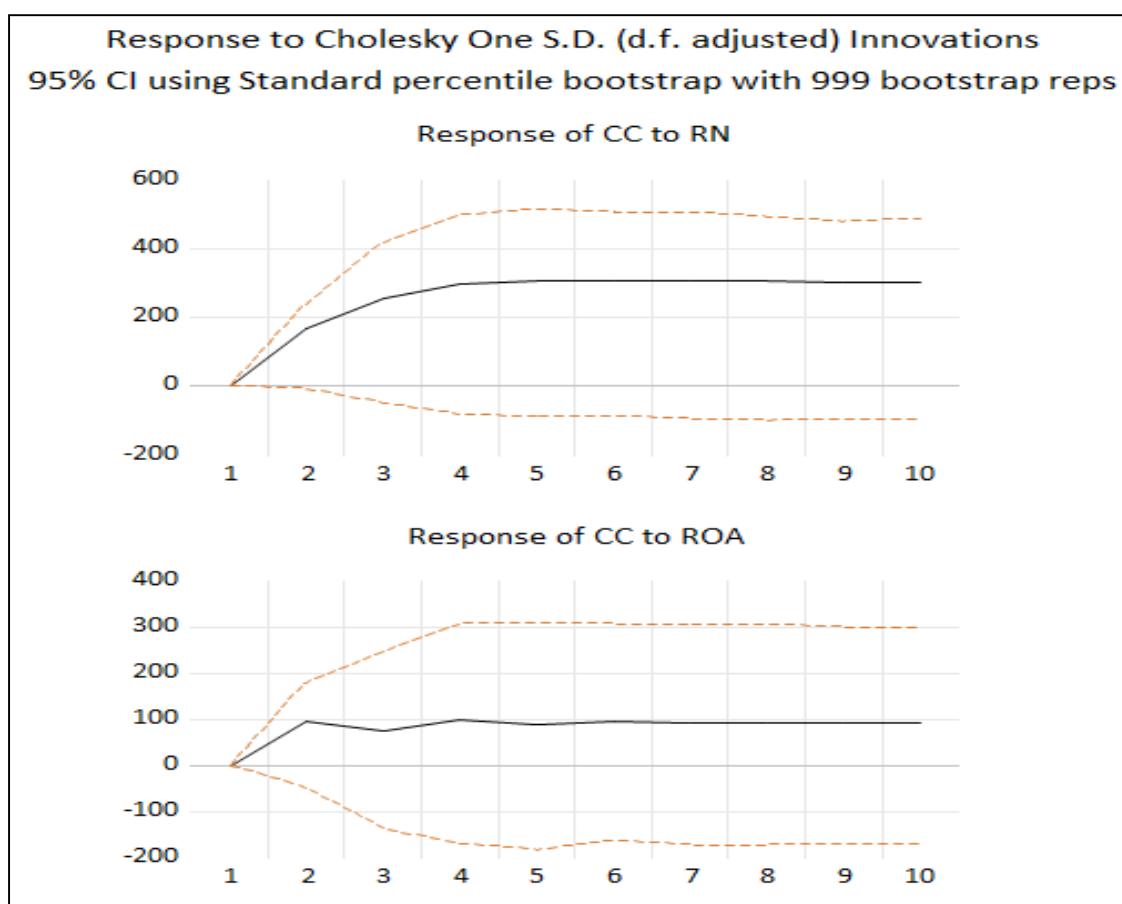 Response to Cholesky One S.D. (d.f. adjusted) Innovations
95% CI using Standard percentile bootstrap with 999 bootstrap reps
Response of CC to RN
600
400
200
0
-200
1 2 3 4 5 6 7 8 9 10
Response of CC to ROA
400
300
200
100
0
-100
-200
1 2 3 4 5 6 7 8 9 10